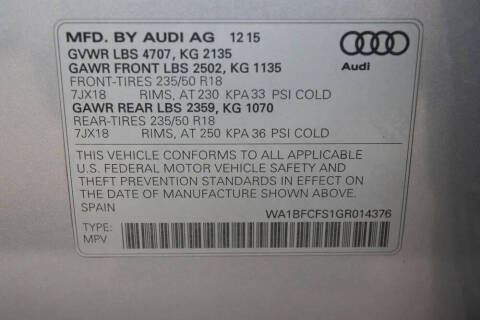 MFD. BY AUDI AG 12 15
GVWR LBS 4707, KG 2135
GAWR FRONT LBS 2502, KG 1135
FRONT-TIRES 235/50 R18
7JX18 RIMS, AT 230 KPA 33 PSI COLD
GAWR REAR LBS 2359, KG 1070
REAR-TIRES 235/50 R18
7JX18 RIMS, AT 250 KPA 36 PSI COLD
Audi
THIS VEHICLE CONFORMS TO ALL APPLICABLE
U.S. FEDERAL MOTOR VEHICLE SAFETY AND
THEFT PREVENTION STANDARDS IN EFFECT ON
THE DATE OF MANUFACTURE SHOWN ABOVE.
SPAIN WA1BFCFS1GR014376
TYPE:
MPV